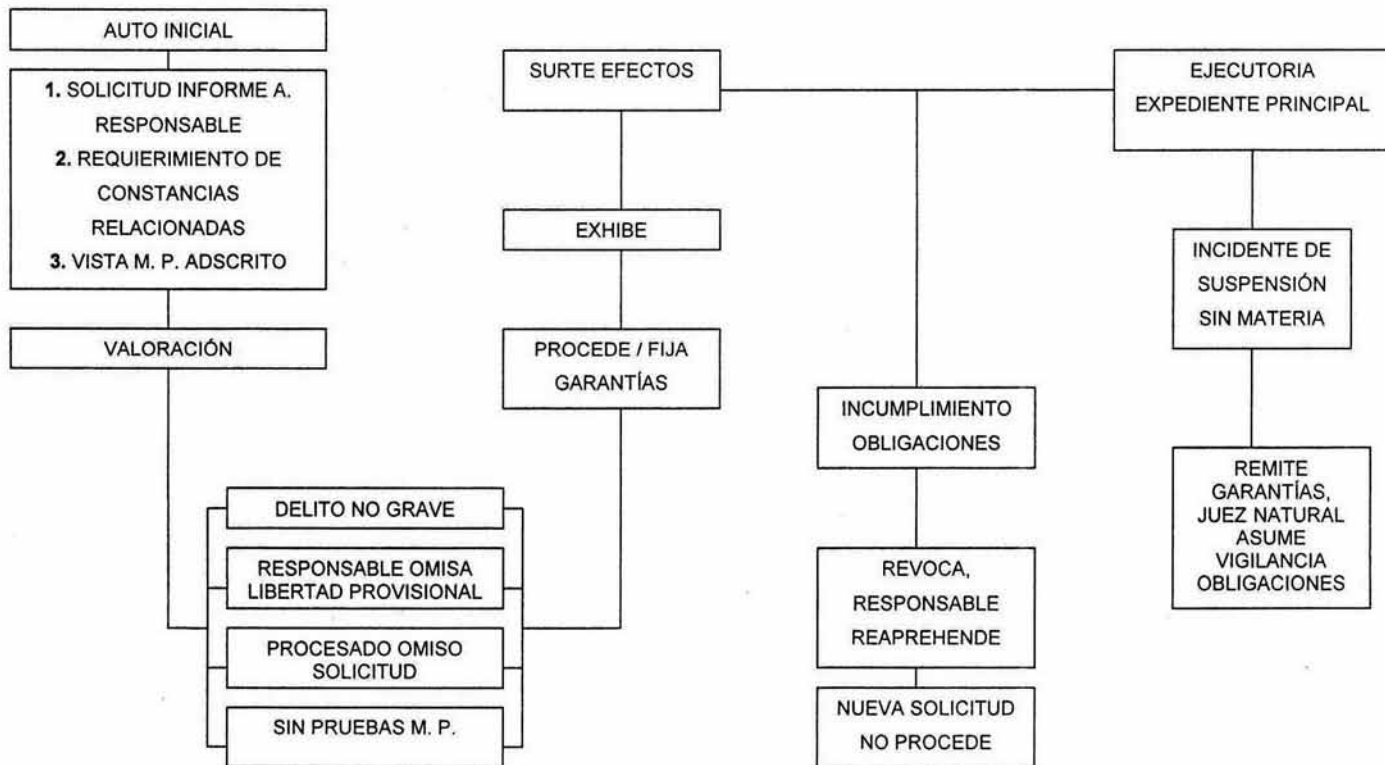 AUTO INICIAL
1. SOLICITUD INFORME A.
RESPONSABLE
2. REQUIERIMIENTO DE
CONSTANCIAS
RELACIONADAS
3. VISTA M. P. ADSCRITO
VALORACIÓN
DELITO NO GRAVE
RESPONSABLE OMISA
LIBERTAD PROVISIONAL
PROCESADO OMISO
SOLICITUD
SIN PRUEBAS M. P.
SURTE EFECTOS
EXHIBE
PROCEDE / FIJA
GARANTÍAS
INCUMPLIMIENTO
OBLIGACIONES
REVOCA,
RESPONSABLE
REAPREHENDE
NUEVA SOLICITUD
NO PROCEDE
EJECUTORIA
EXPEDIENTE PRINCIPAL
INCIDENTE DE
SUSPENSIÓN
SIN MATERIA
REMITE
GARANTÍAS,
JUEZ NATURAL
ASUME
VIGILANCIA
OBLIGACIONES